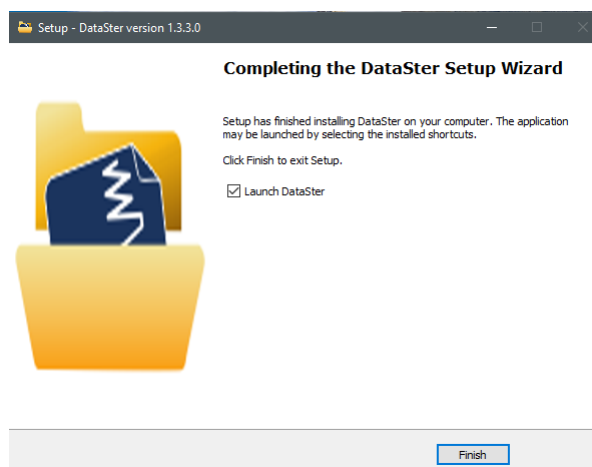 Setup - DataSter version 1.3.3.0
Completing the DataSter Setup Wizard
Setup has finished installing DataSter on your computer. The application
may be launched by selecting the installed shortcuts.
Click Finish to exit Setup.
Launch DataSter
Finish